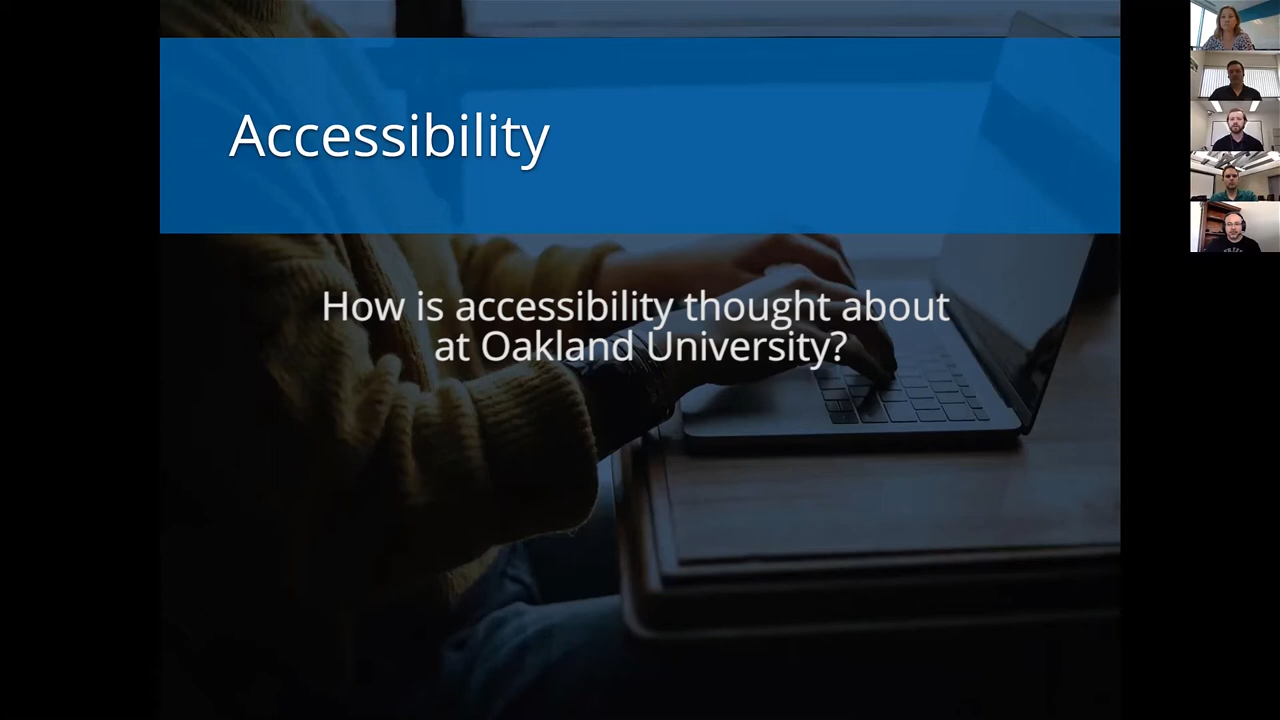 Accessibility
How is accessibility thought about
at Oakland University?